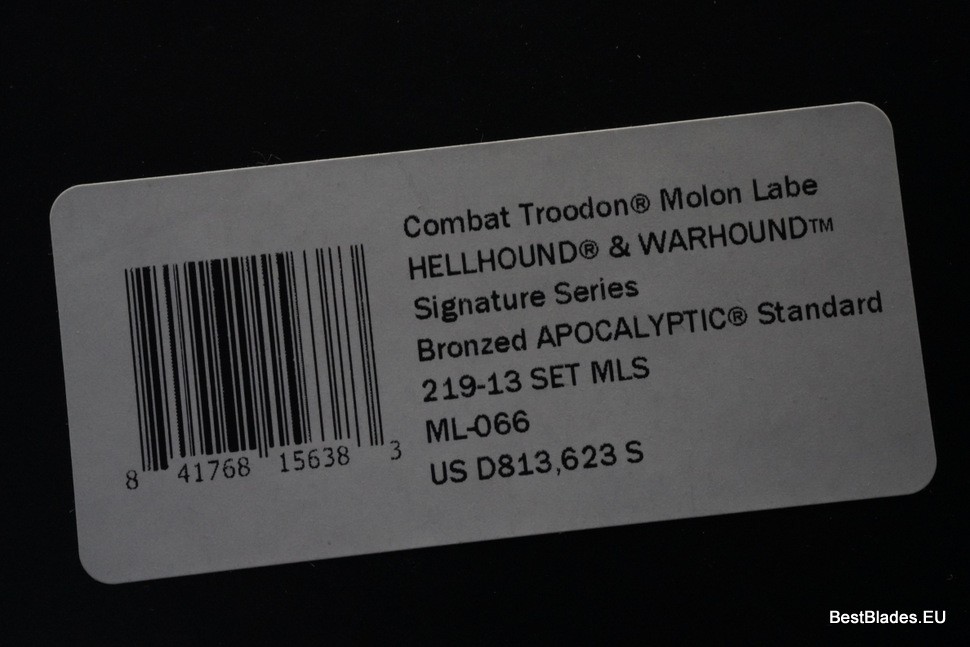 Combat Troodon® Molon Labe
HELLHOUND® & WARHOUND™
Signature Series
Bronzed APOCALYPTIC® Standard
219-13 SET MLS
ML-066
US D813,623 S
8 41768 15638 3
BestBlades.EU